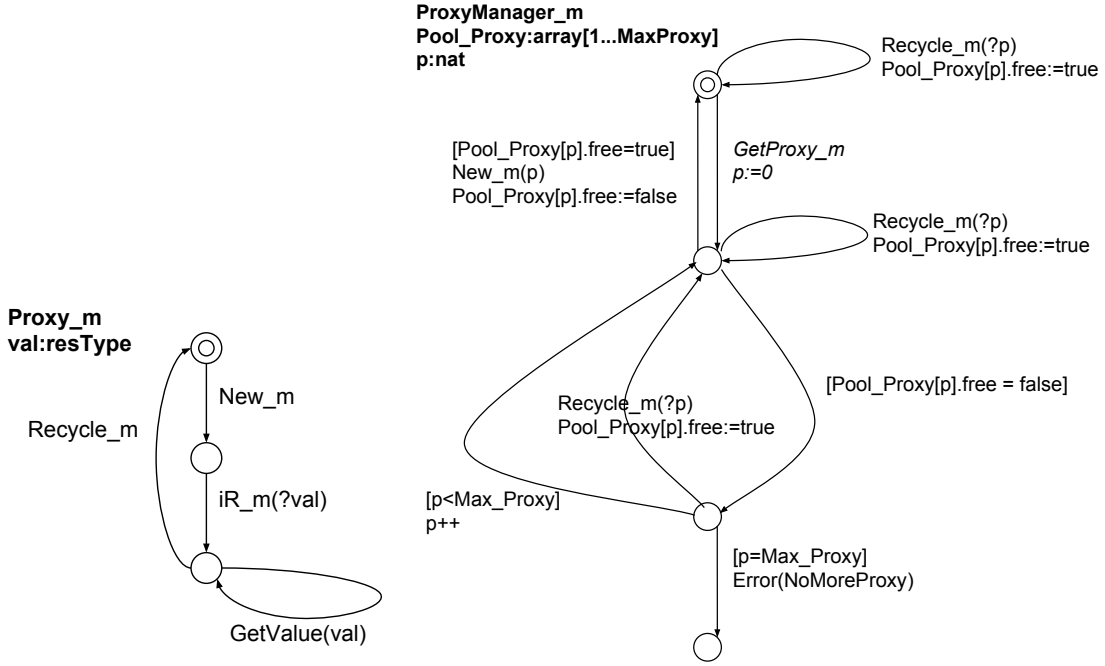 ProxyManager_m
Pool_Proxy:array[1...MaxProxy]
p:nat
Recycle_m(?p)
Pool_Proxy[p].free:=true
[Pool_Proxy[p].free=true]
New_m(p)
Pool_Proxy[p].free:=false
GetProxy_m
p:=0
Recycle_m(?p)
Pool_Proxy[p].free:=true
Proxy_m
val:resType
New_m
Recycle_m
iR_m(?val)
GetValue(val)
[Pool_Proxy[p].free = false]
Recycle_m(?p)
Pool_Proxy[p].free:=true
[p<Max_Proxy]
p++
[p=Max_Proxy]
Error(NoMoreProxy)